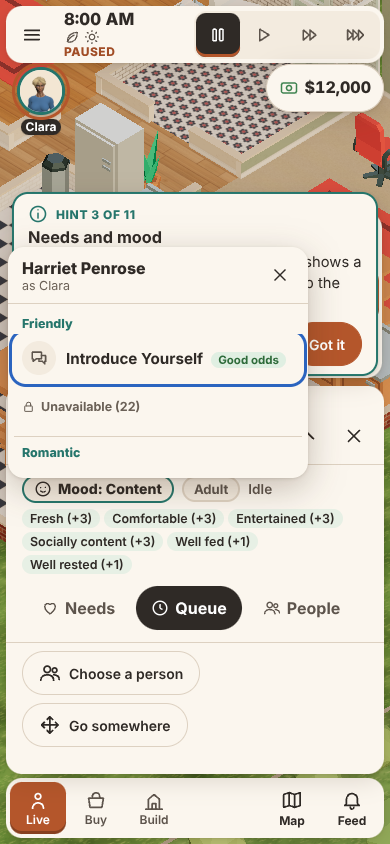 8:00 AM
PAUSED
$12,000
Clara
HINT 3 OF 11
Needs and mood
shows a
o the
Got it
Harriet Penrose
as Clara
Friendly
Introduce Yourself Good odds
Unavailable (22)
Romantic
Mood: Content Adult Idle
Fresh (+3) Comfortable (+3) Entertained (+3)
Socially content (+3) Well fed (+1)
Well rested (+1)
Needs Queue People
Choose a person
Go somewhere
Live Buy Build Map Feed